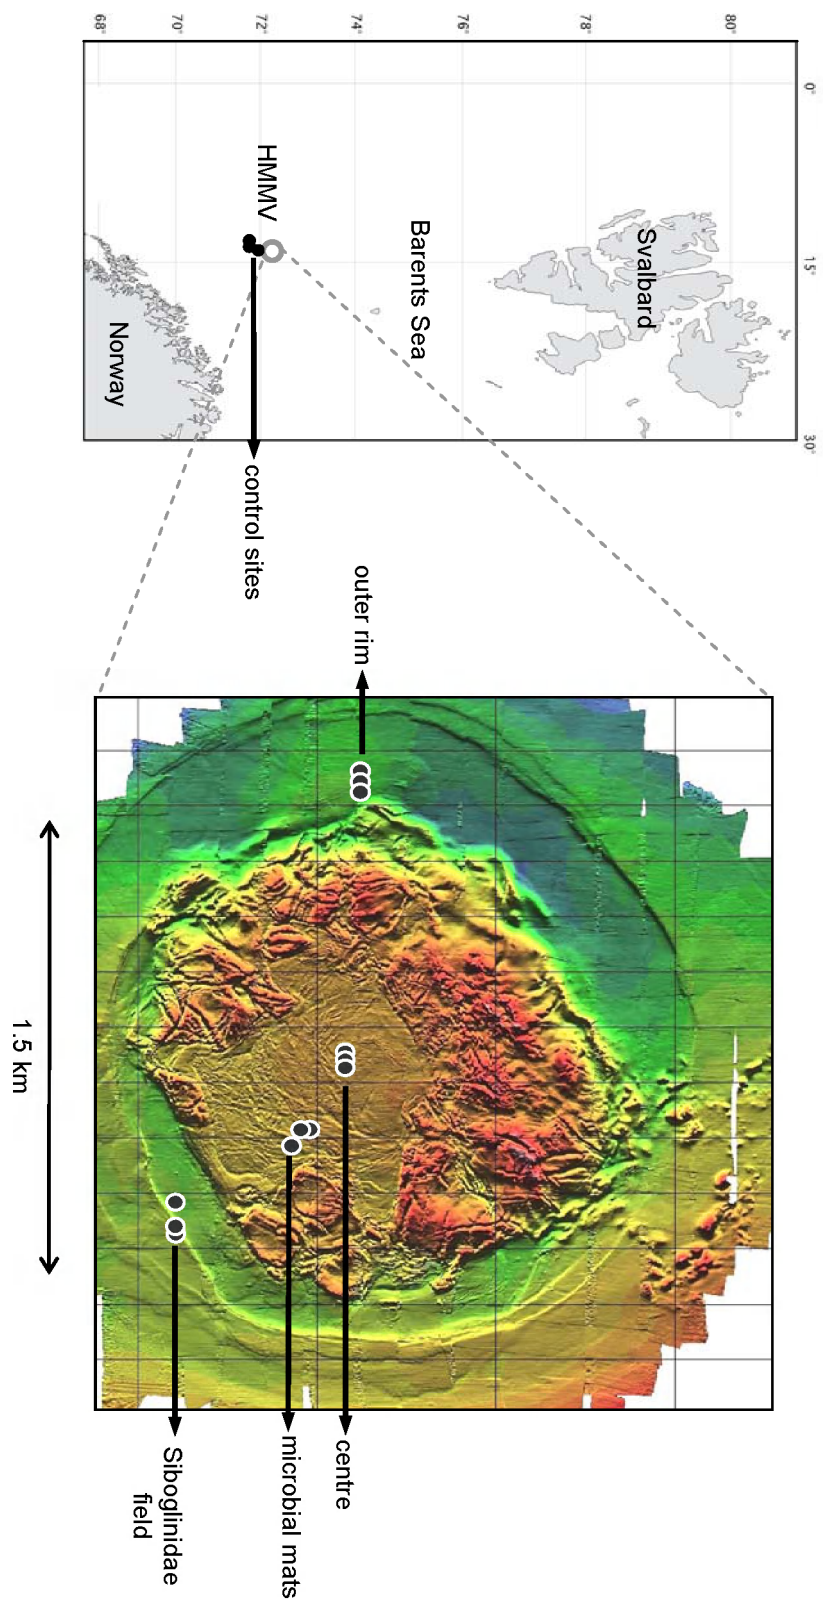 80°
78°
76°
74°
72°
70°
68°
0°
15°
30°
Svalbard
Barents Sea
HMMV
Norway
control sites
outer rim
centre
microbial mats
Siboglinidae
field
1.5 km